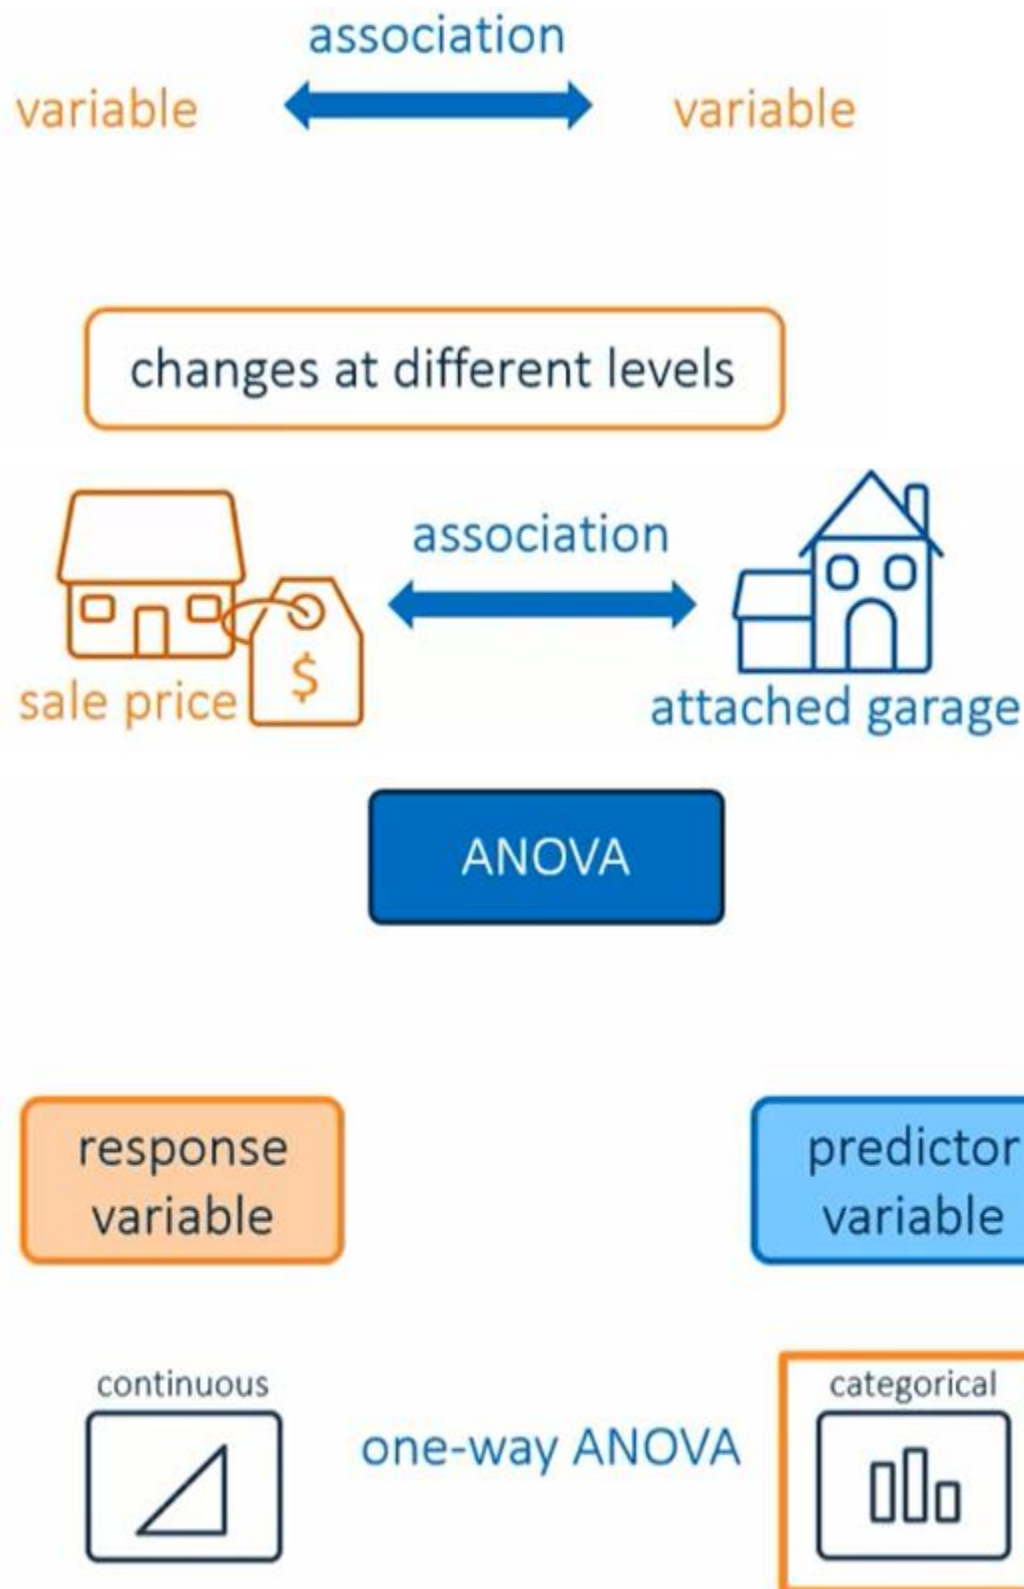 association
variable
variable
changes at different levels
association
$
sale price
attached garage
ANOVA
response
variable
predictor
variable
continuous
one-way ANOVA
categorical